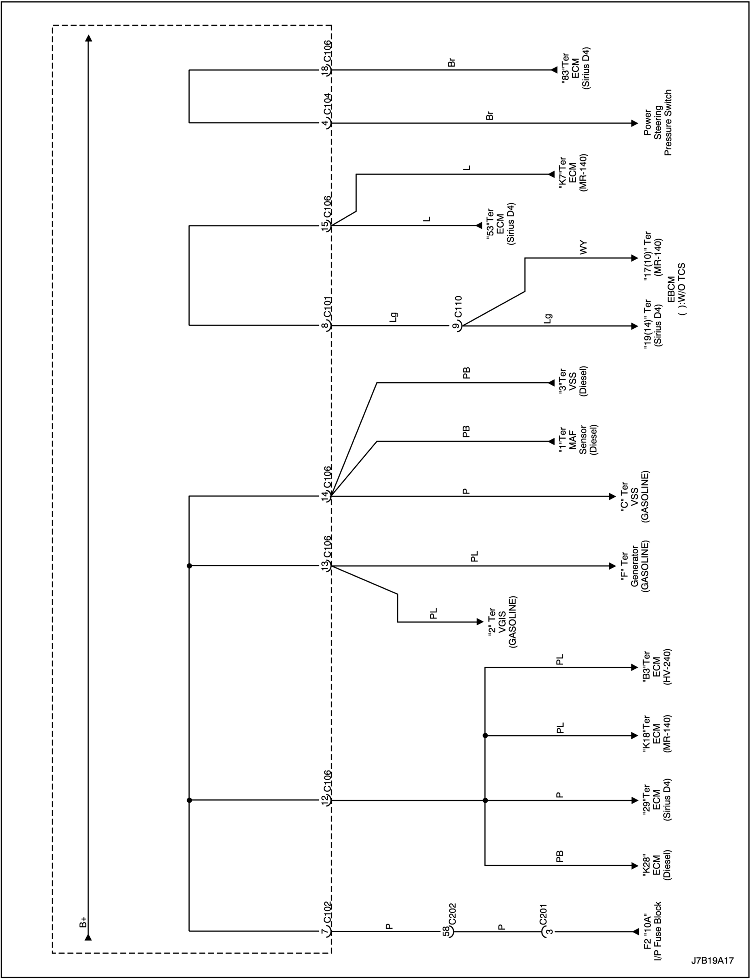 B+
18 C106
Br
"83"Ter
ECM
(Sirius D4)
4 C104
Br
Power
Steering
Pressure Switch
15 C106
L
"K7"Ter
ECM
(MR-140)
L
"53"Ter
ECM
(Sirius D4)
8 C101
Lg
9 C110
WY
"17(10)" Ter
(MR-140)
Lg
"19(14)" Ter
(Sirius D4)
EBCM
( ):W/O TCS
14 C106
PB
"3"Ter
VSS
(Diesel)
PB
"1"Ter
MAF
Sensor
(Diesel)
P
"C" Ter
VSS
(GASOLINE)
13 C106
PL
"F" Ter
Generator
(GASOLINE)
PL
"2" Ter
VGIS
(GASOLINE)
12 C106
PL
"B3"Ter
ECM
(HV-240)
PL
"K18"Ter
ECM
(MR-140)
P
"29"Ter
ECM
(Sirius D4)
PB
"K28"
ECM
(Diesel)
7 C102
P
58 C202
P
C201
3
F2 "10A"
I/P Fuse Block
J7B19A17